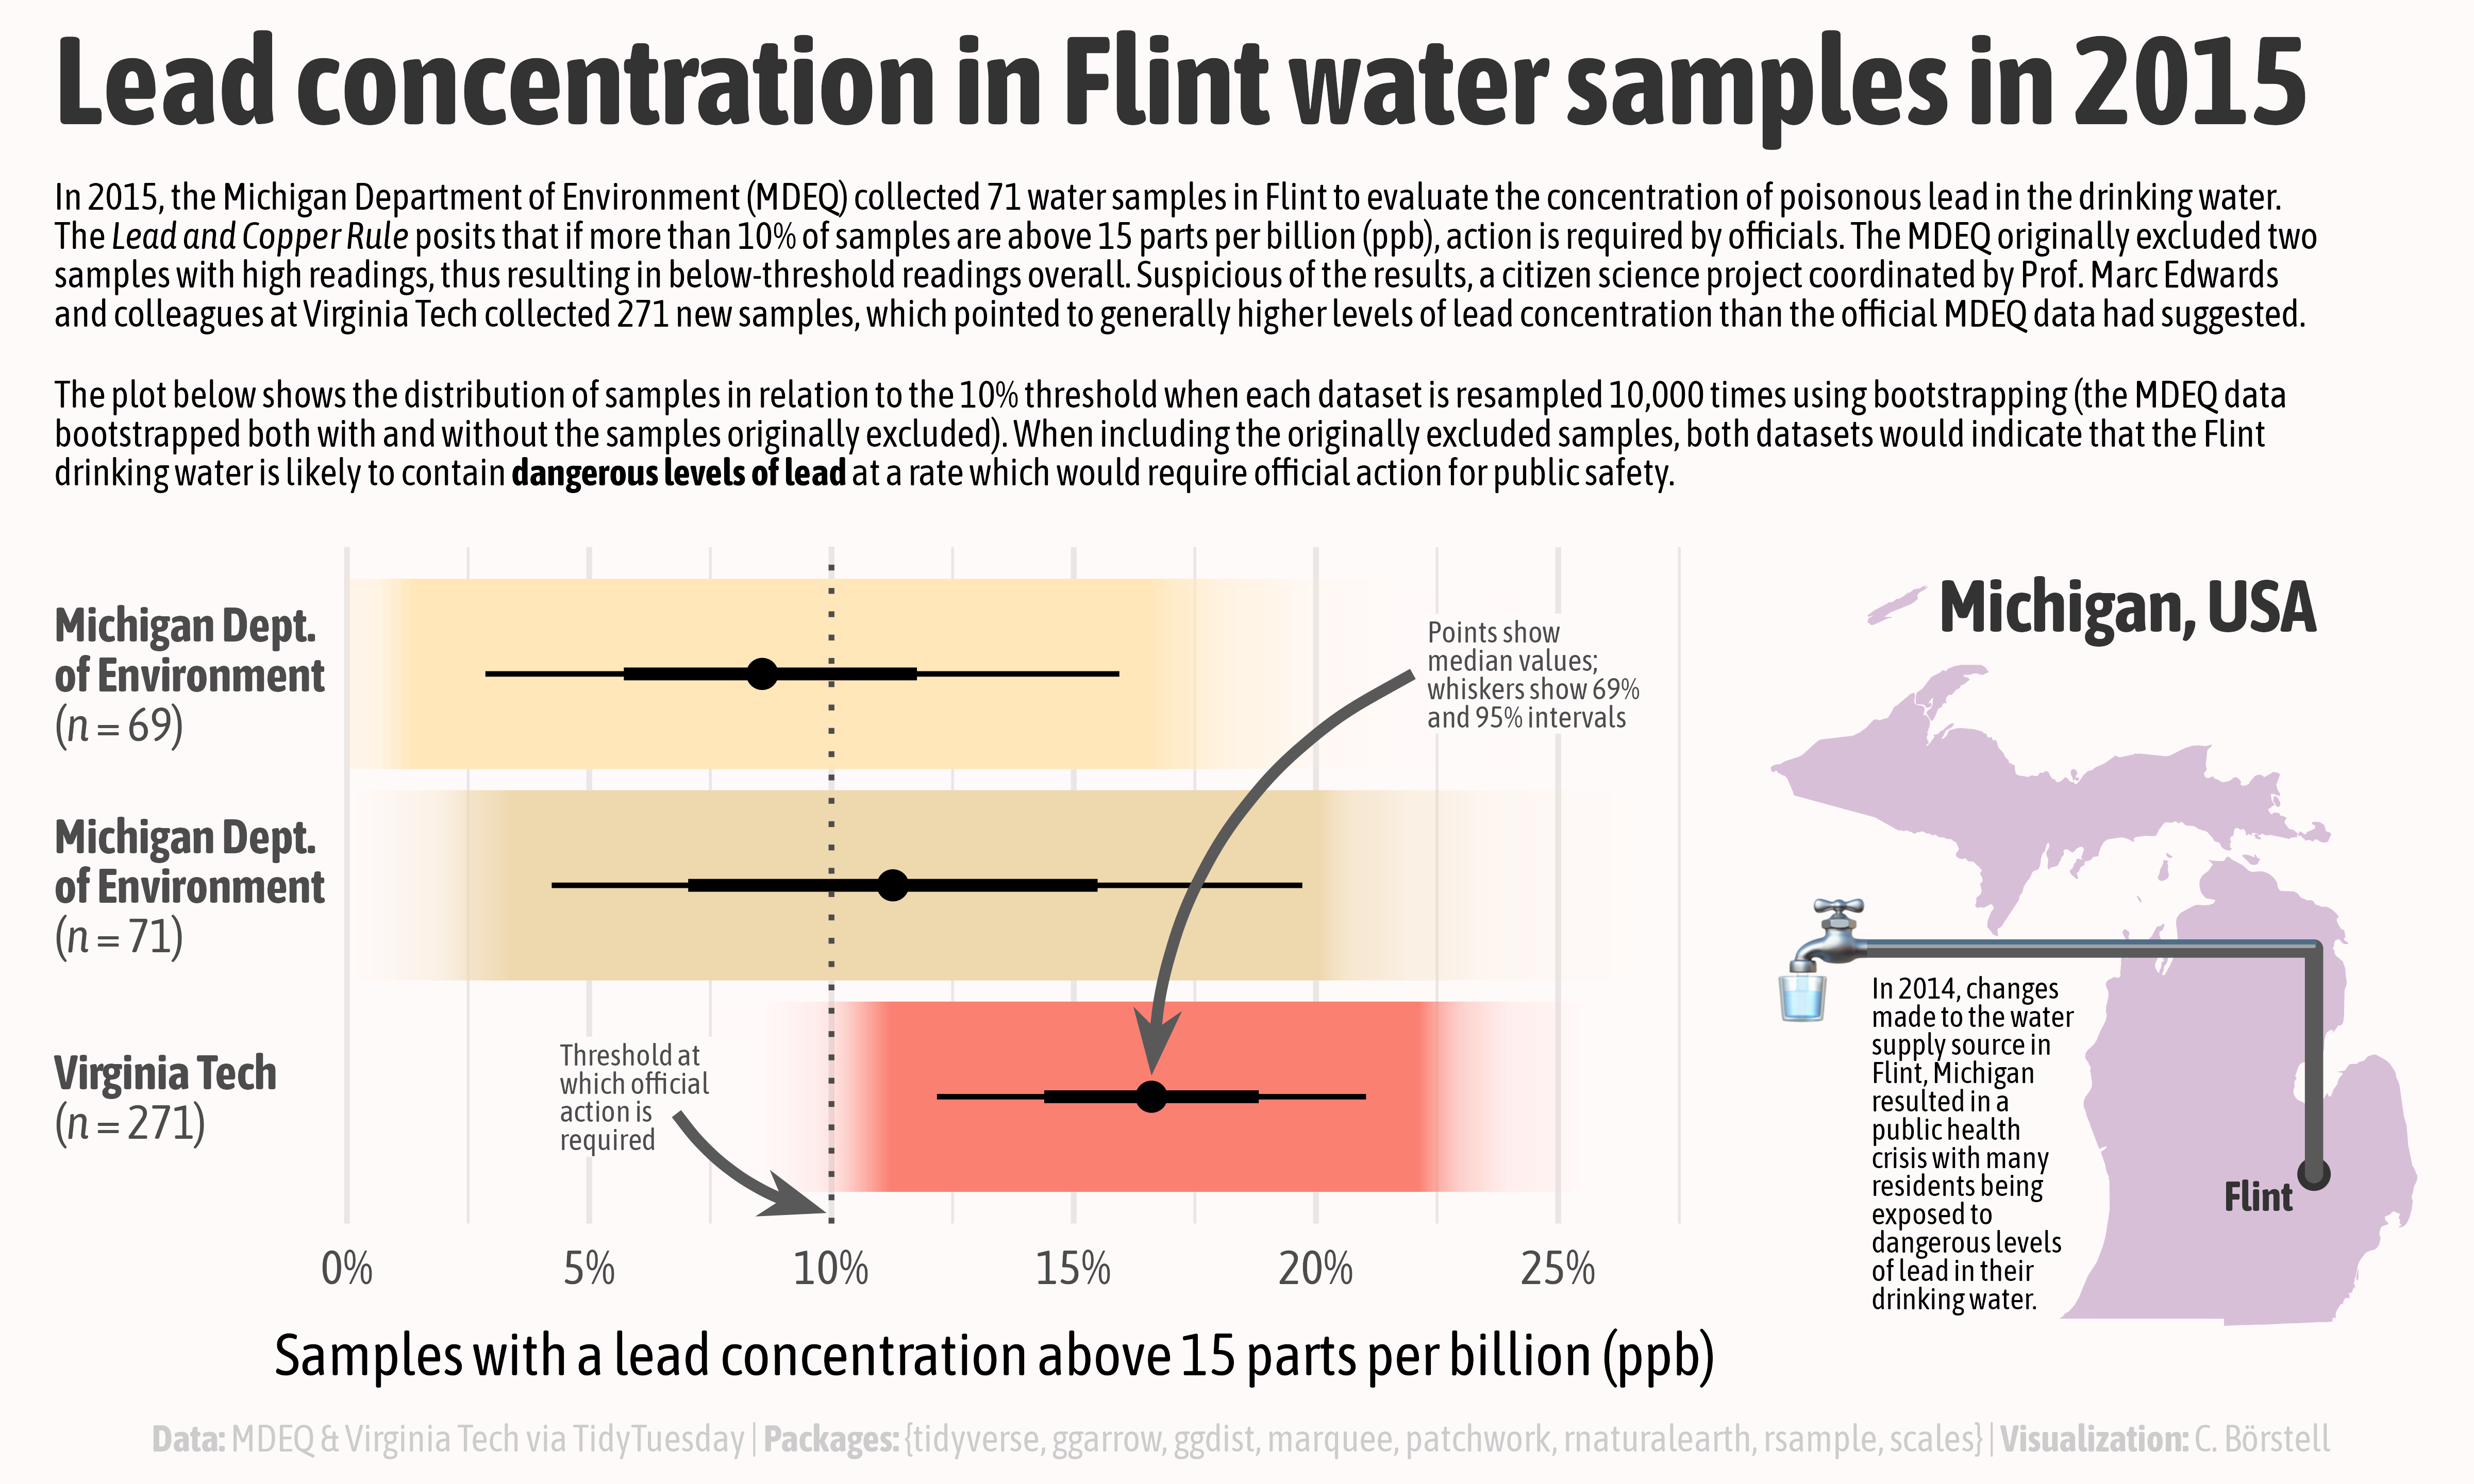 Lead concentration in Flint water samples in 2015
In 2015, the Michigan Department of Environment (MDEQ) collected 71 water samples in Flint to evaluate the concentration of poisonous lead in the drinking water.
The Lead and Copper Rule posits that if more than 10% of samples are above 15 parts per billion (ppb), action is required by officials. The MDEQ originally excluded two
samples with high readings, thus resulting in below-threshold readings overall. Suspicious of the results, a citizen science project coordinated by Prof. Marc Edwards
and colleagues at Virginia Tech collected 271 new samples, which pointed to generally higher levels of lead concentration than the official MDEQ data had suggested.
The plot below shows the distribution of samples in relation to the 10% threshold when each dataset is resampled 10,000 times using bootstrapping (the MDEQ data
bootstrapped both with and without the samples originally excluded). When including the originally excluded samples, both datasets would indicate that the Flint
drinking water is likely to contain dangerous levels of lead at a rate which would require official action for public safety.
Michigan Dept.
of Environment
(n = 69)
Michigan Dept.
of Environment
(n = 71)
Virginia Tech
(n = 271)
Points show
median values;
whiskers show 69%
and 95% intervals
Threshold at
which official
action is
required
0% 5% 10% 15% 20% 25%
Samples with a lead concentration above 15 parts per billion (ppb)
Michigan, USA
In 2014, changes
made to the water
supply source in
Flint, Michigan
resulted in a
public health
crisis with many
residents being
exposed to
dangerous levels
of lead in their
drinking water.
Flint
Data: MDEQ & Virginia Tech via TidyTuesday | Packages: {tidyverse, ggarrow, ggdist, marquee, patchwork, rnaturalearth, rsample, scales} | Visualization: C. Börstell